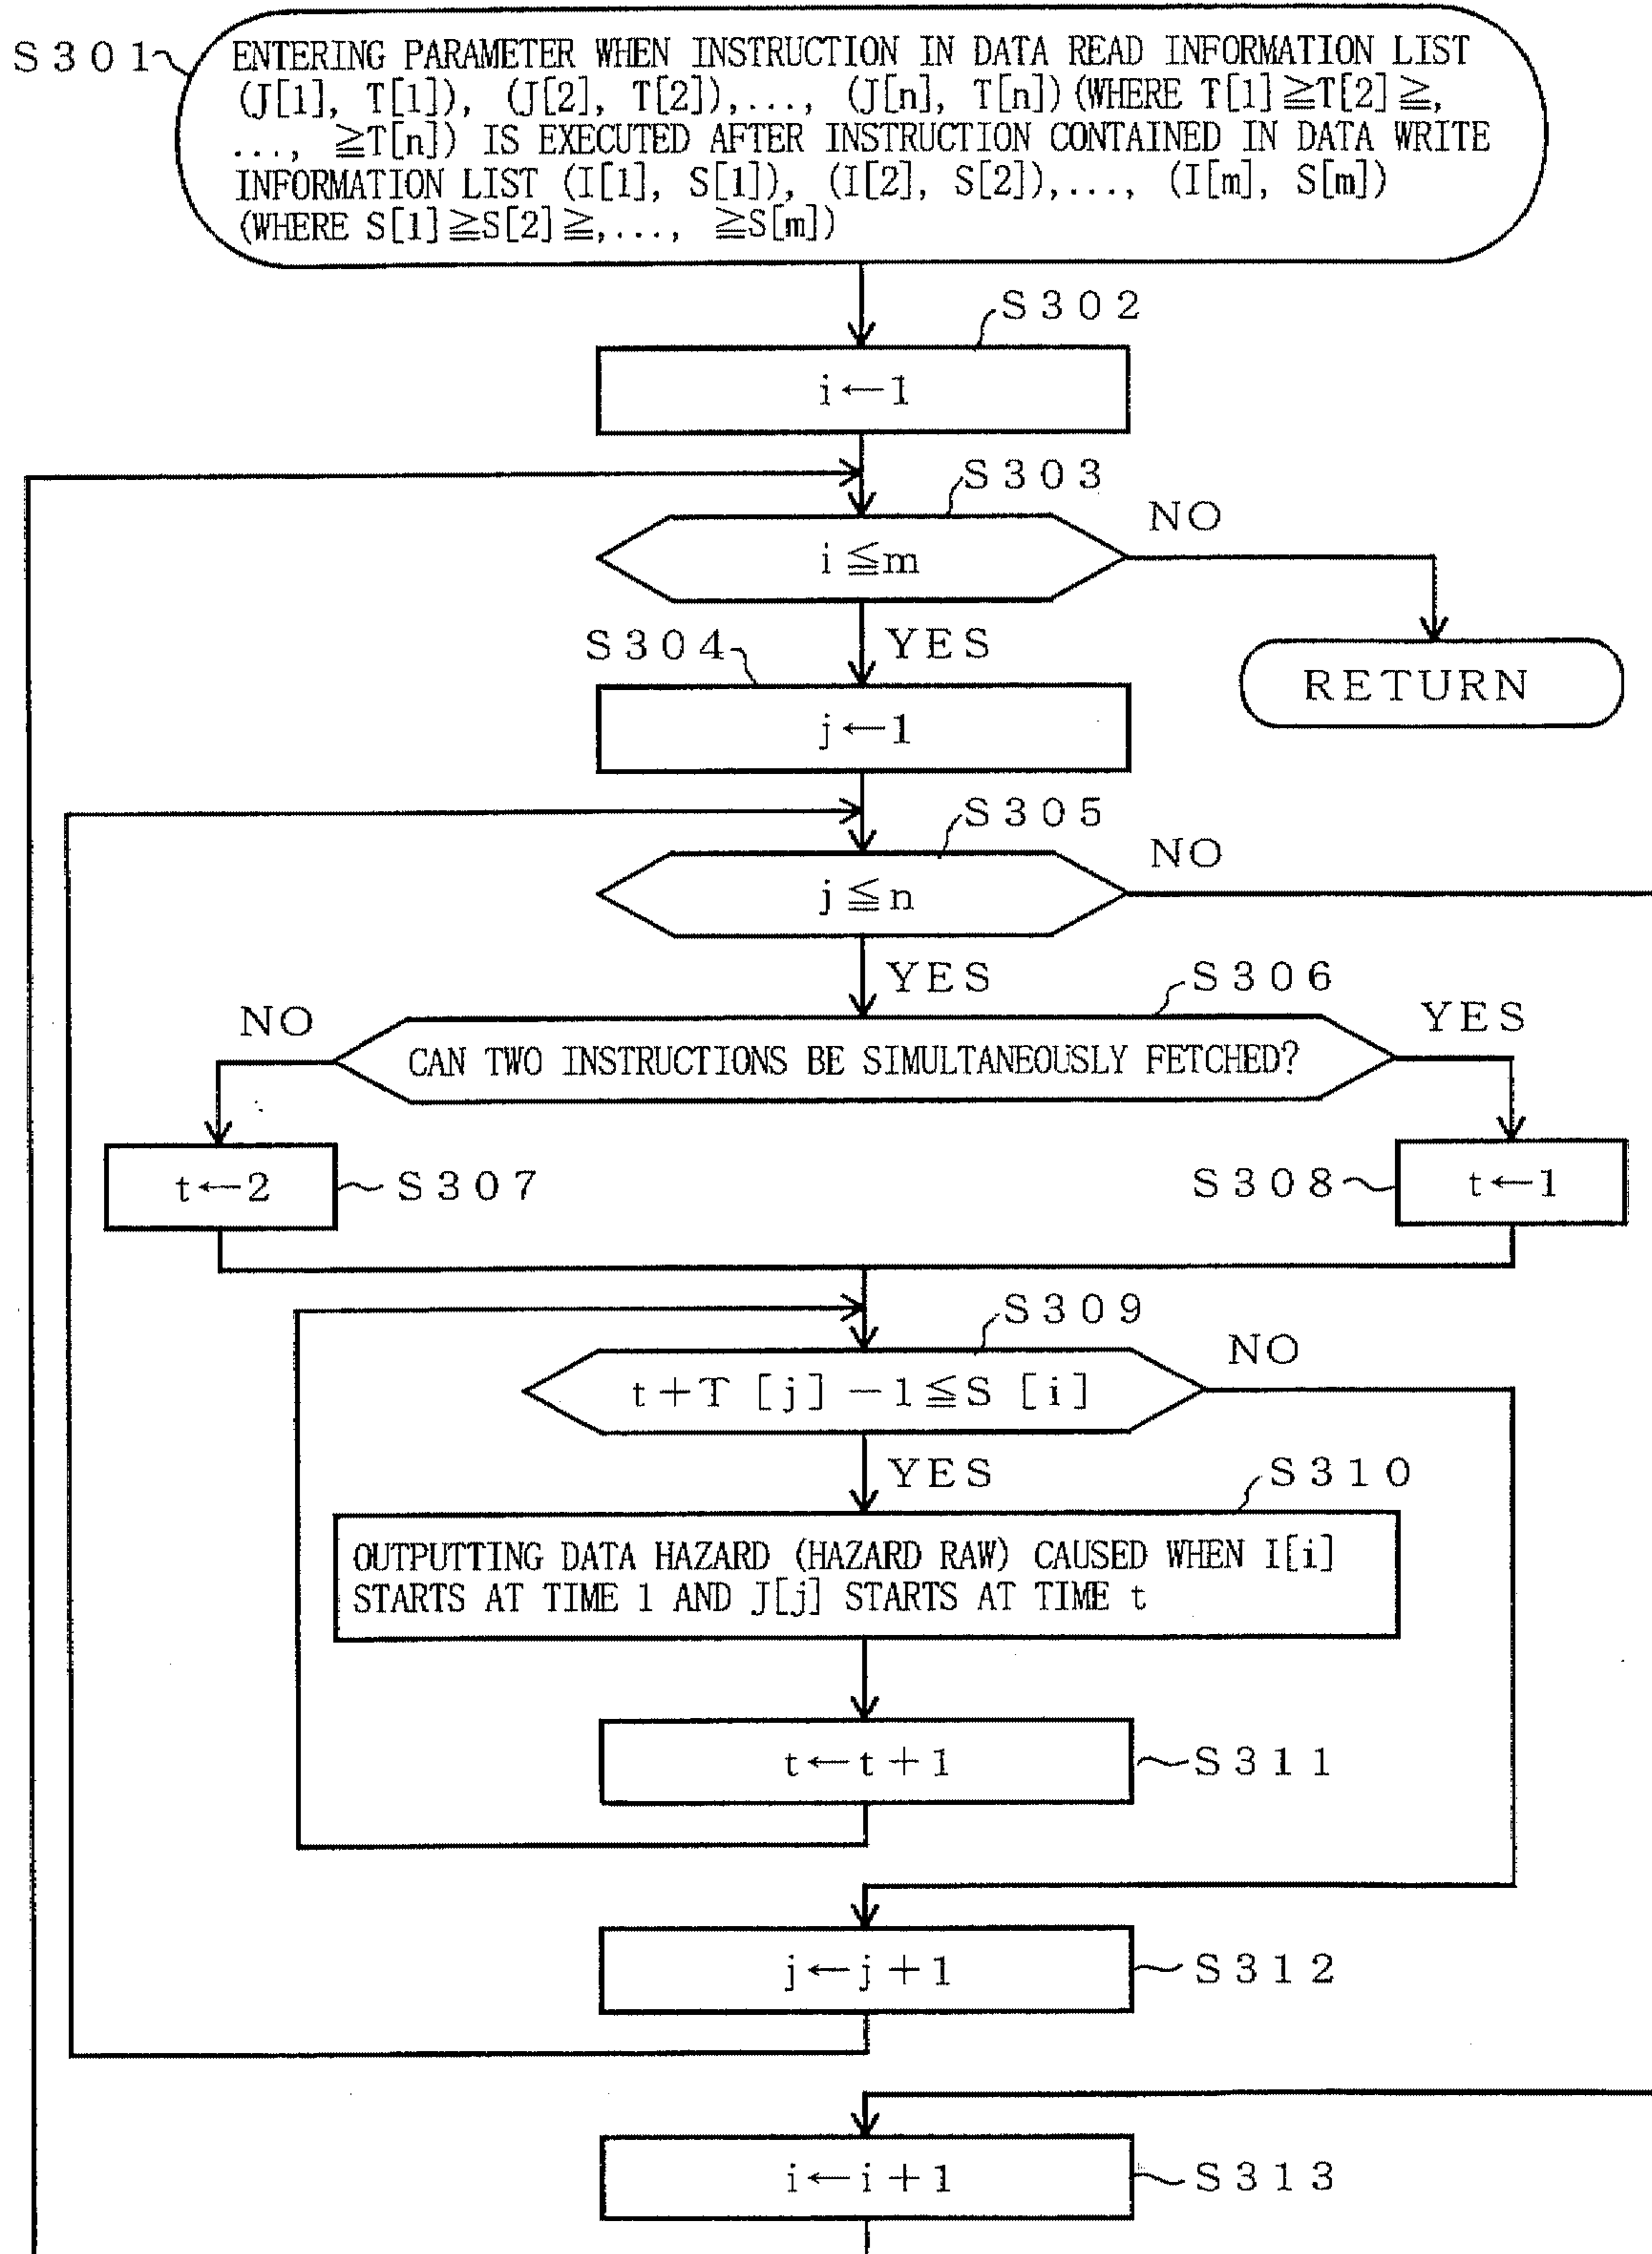 S301
ENTERING PARAMETER WHEN INSTRUCTION IN DATA READ INFORMATION LIST
(J[1], T[1]), (J[2], T[2]),..., (J[n], T[n])(WHERE T[1]≧T[2]≧,
..., ≧T[n]) IS EXECUTED AFTER INSTRUCTION CONTAINED IN DATA WRITE
INFORMATION LIST (I[1], S[1]), (I[2], S[2]),..., (I[m], S[m])
(WHERE S[1]≧S[2]≧,..., ≧S[m])
S302
i←1
S303
NO
i≦m
S304
YES
RETURN
j←1
S305
NO
j≦n
YES
S306
NO
YES
CAN TWO INSTRUCTIONS BE SIMULTANEOUSLY FETCHED?
t←2
S307
S308
t←1
S309
NO
t+T [j] −1≦S [i]
YES
S310
OUTPUTTING DATA HAZARD (HAZARD RAW) CAUSED WHEN I[i]
STARTS AT TIME 1 AND J[j] STARTS AT TIME t
t←t+1
S311
j←j+1
S312
i←i+1
S313